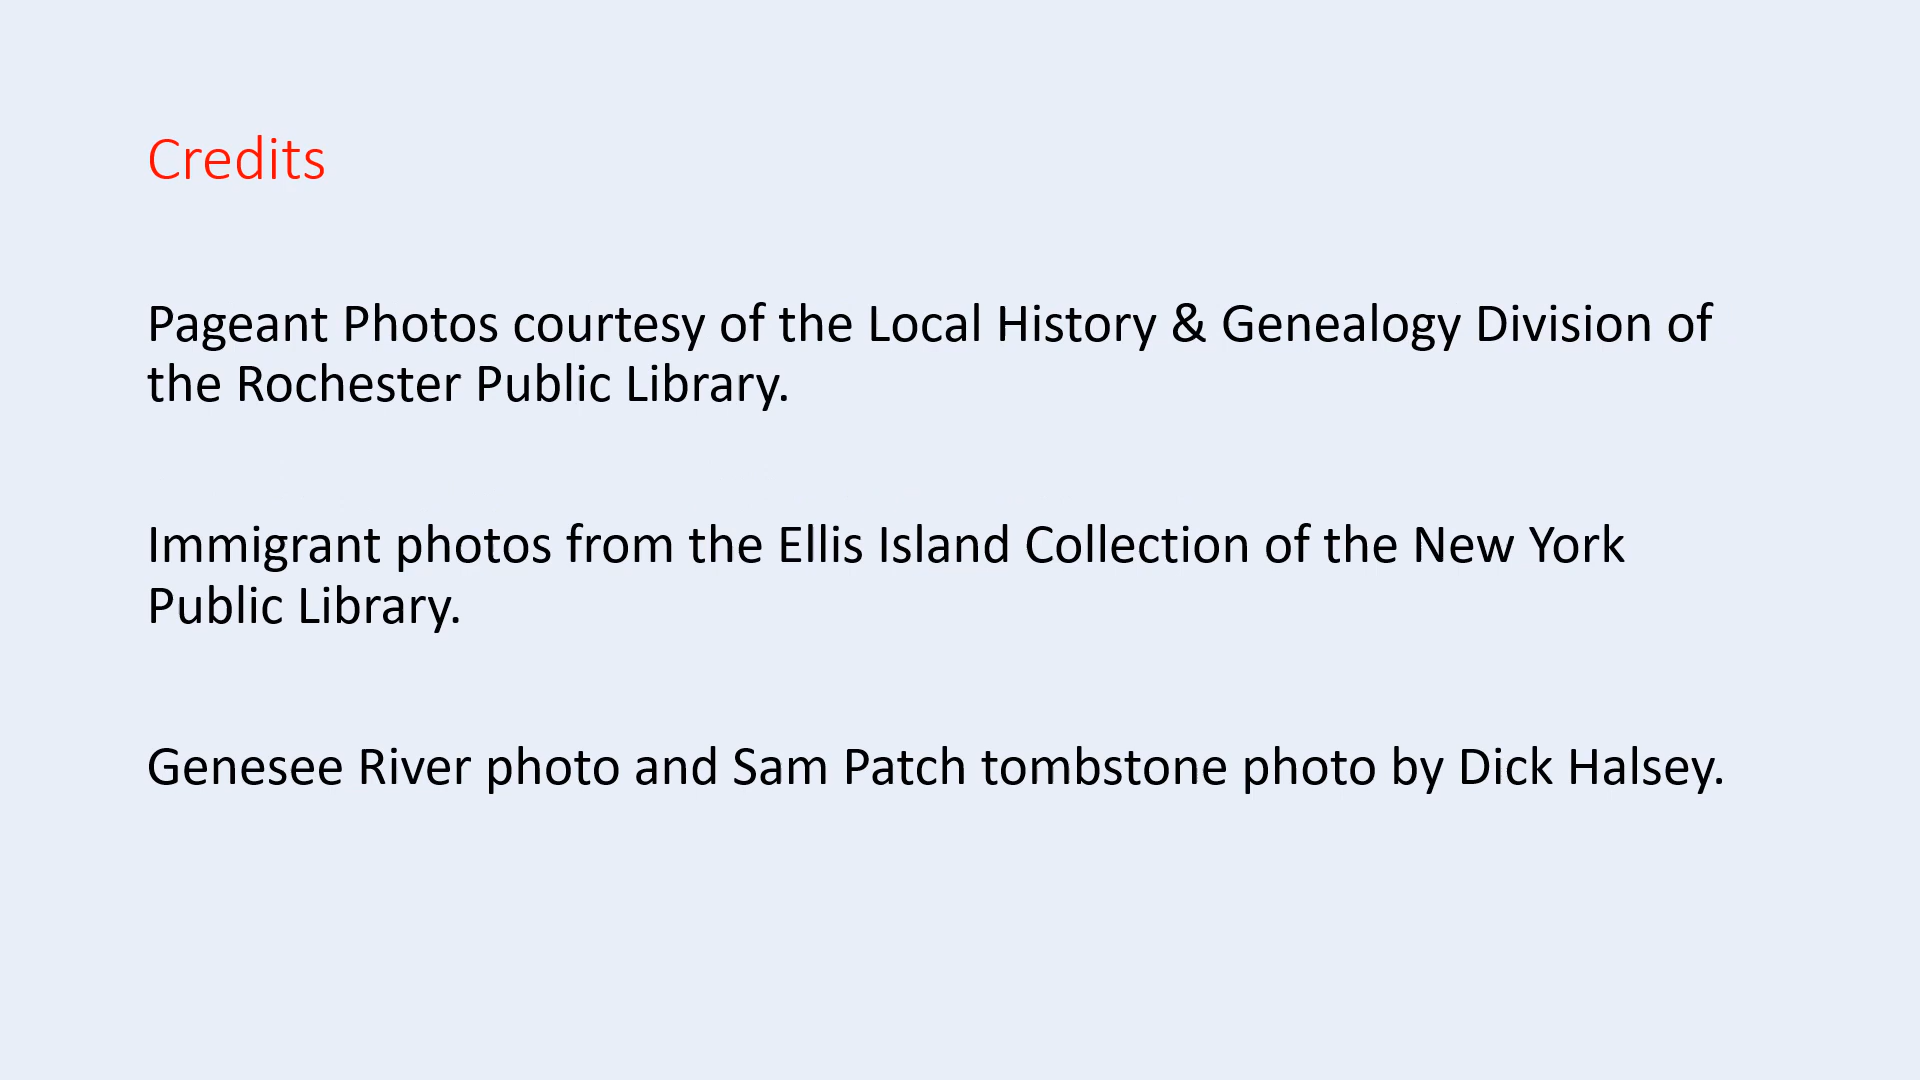 Credits
Pageant Photos courtesy of the Local History & Genealogy Division of
the Rochester Public Library.
Immigrant photos from the Ellis Island Collection of the New York
Public Library.
Genesee River photo and Sam Patch tombstone photo by Dick Halsey.